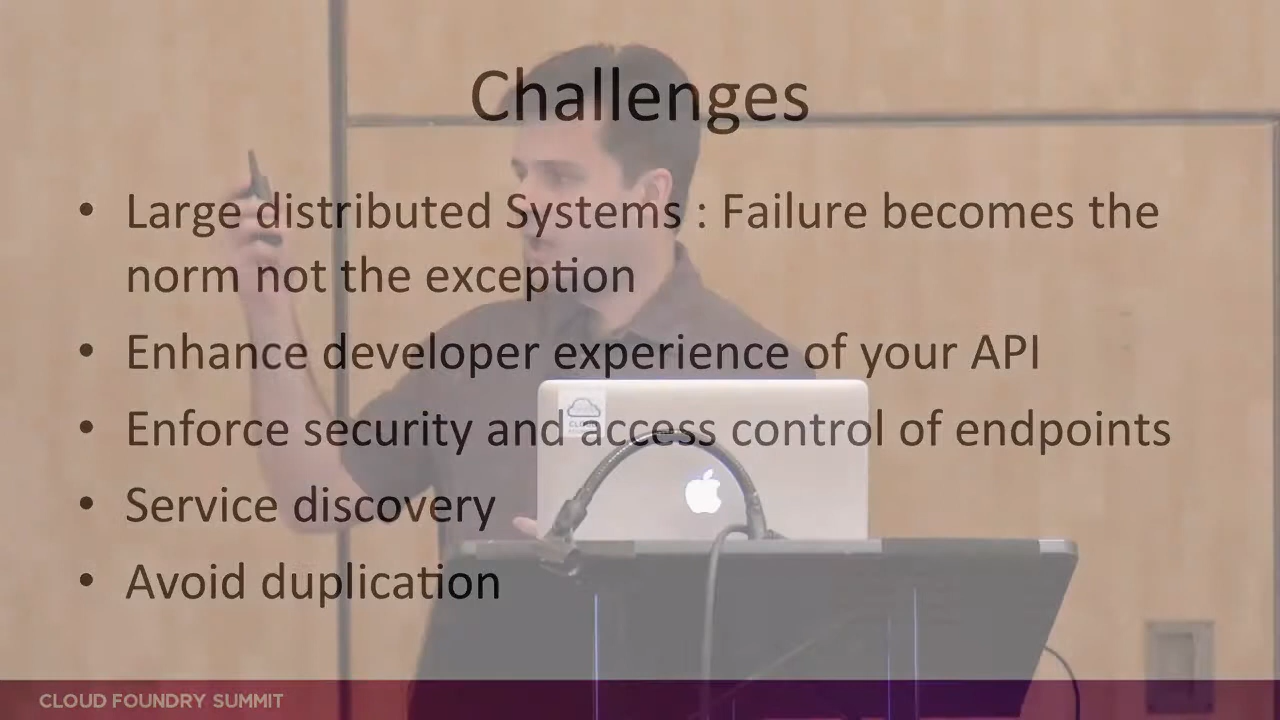 Challenges
• Large distributed Systems : Failure becomes the
norm not the exception
• Enhance developer experience of your API
• Enforce security and access control of endpoints
CLOUD
• Service discovery
• Avoid duplication
CLOUD FOUNDRY SUMMIT